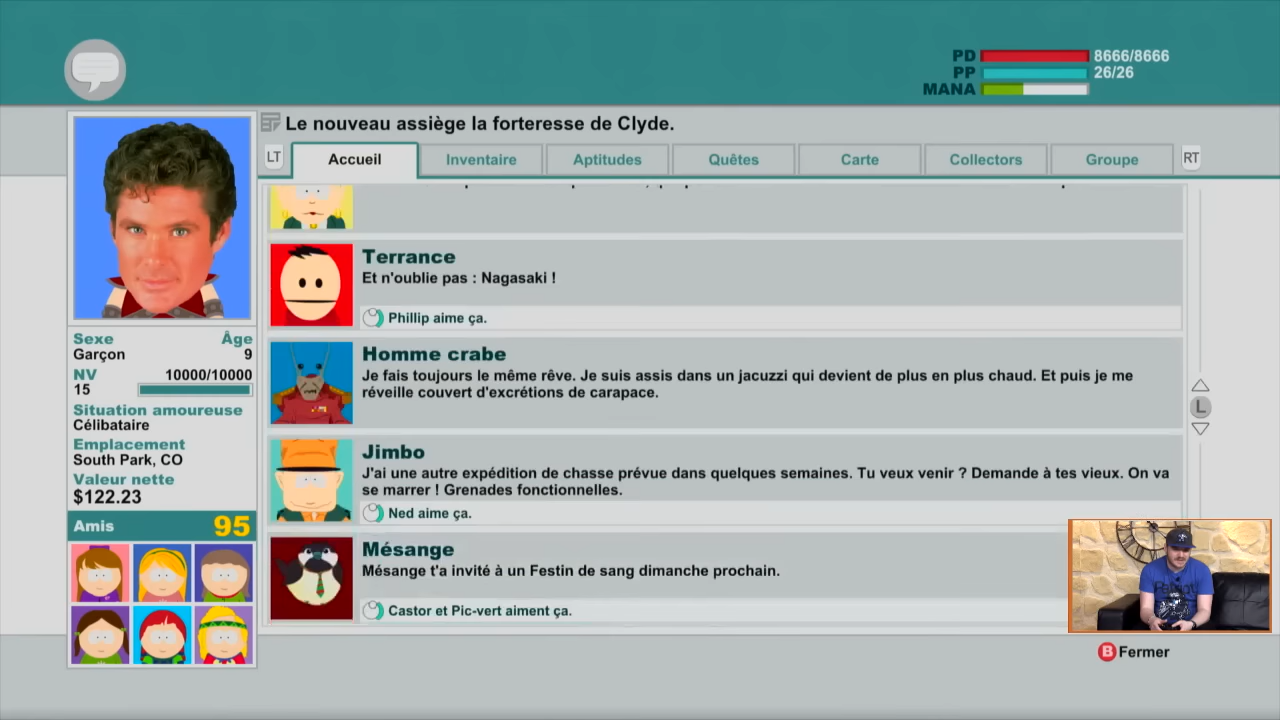 PD 8666/8666
PP 26/26
MANA
Le nouveau assiège la forteresse de Clyde.
LT Accueil Inventaire Aptitudes Quêtes Carte Collectors Groupe RT
Terrance
Et n'oublie pas : Nagasaki !
Phillip aime ça.
Homme crabe
Je fais toujours le même rêve. Je suis assis dans un jacuzzi qui devient de plus en plus chaud. Et puis je me
réveille couvert d'excrétions de carapace.
Jimbo
J'ai une autre expédition de chasse prévue dans quelques semaines. Tu veux venir ? Demande à tes vieux. On va
se marrer ! Grenades fonctionnelles.
Ned aime ça.
Mésange
Mésange t'a invité à un Festin de sang dimanche prochain.
Castor et Pic-vert aiment ça.
Sexe Âge
Garçon 9
NV 10000/10000
15
Situation amoureuse
Célibataire
Emplacement
South Park, CO
Valeur nette
$122.23
Amis 95
L
B Fermer